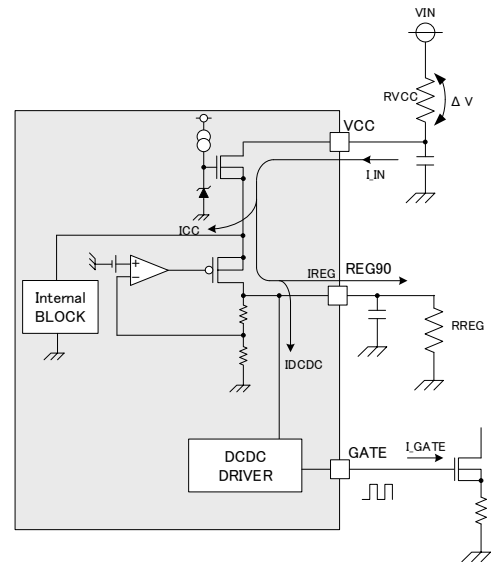 VIN
RVCC
ΔV
VCC
I_IN
ICC
IREG
REG90
+
−
Internal
BLOCK
RREG
IDCDC
DCDC
DRIVER
GATE
I_GATE